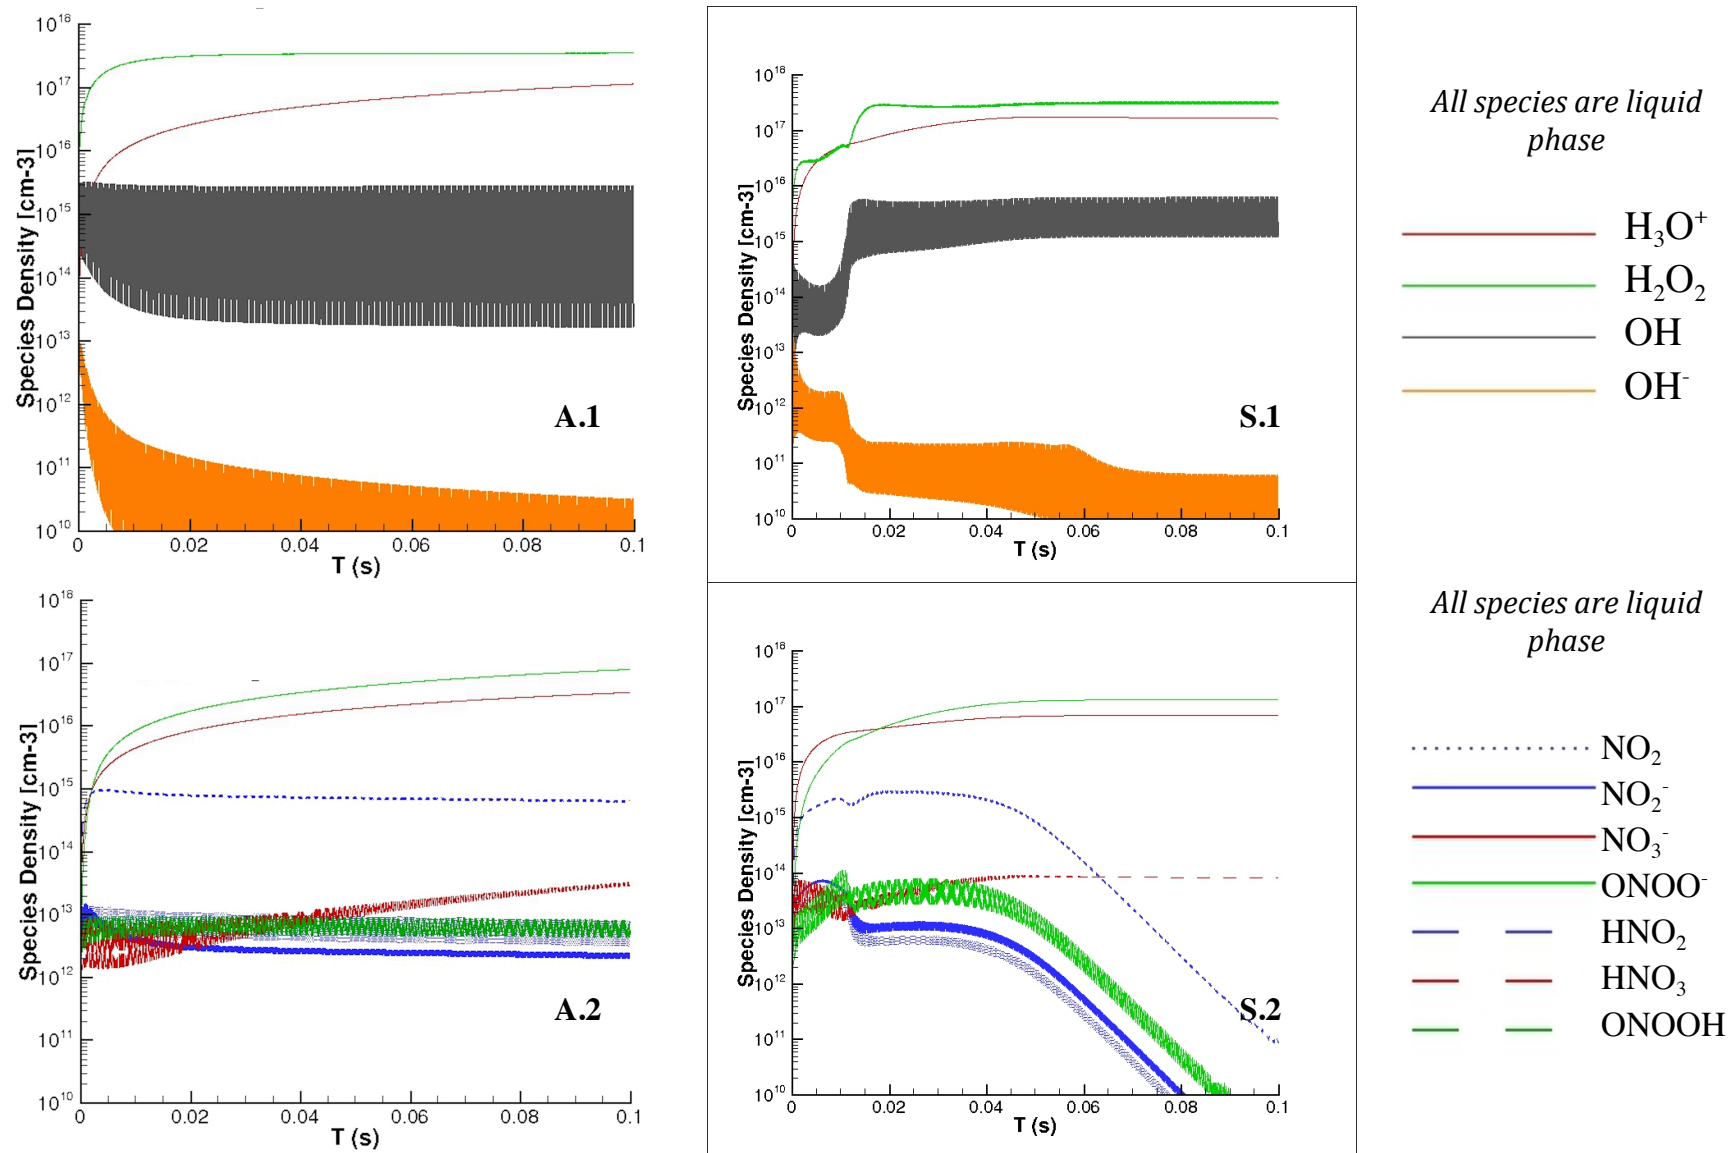 10^18
10^17
10^16
10^15
10^14
10^13
10^12
10^11
10^10
Species Density [cm-3]
0
0.02
0.04
0.06
0.08
0.1
T (s)
A.1
10^18
10^17
10^16
10^15
10^14
10^13
10^12
10^11
10^10
Species Density [cm-3]
0
0.02
0.04
0.06
0.08
0.1
T (s)
S.1
All species are liquid
phase
H₃O⁺
H₂O₂
OH
OH⁻
10^18
10^17
10^16
10^15
10^14
10^13
10^12
10^11
10^10
Species Density [cm-3]
0
0.02
0.04
0.06
0.08
0.1
T (s)
A.2
10^18
10^17
10^16
10^15
10^14
10^13
10^12
10^11
10^10
Species Density [cm-3]
0
0.02
0.04
0.06
0.08
0.1
T (s)
S.2
All species are liquid
phase
NO₂
NO₂⁻
NO₃⁻
ONOO⁻
HNO₂
HNO₃
ONOOH